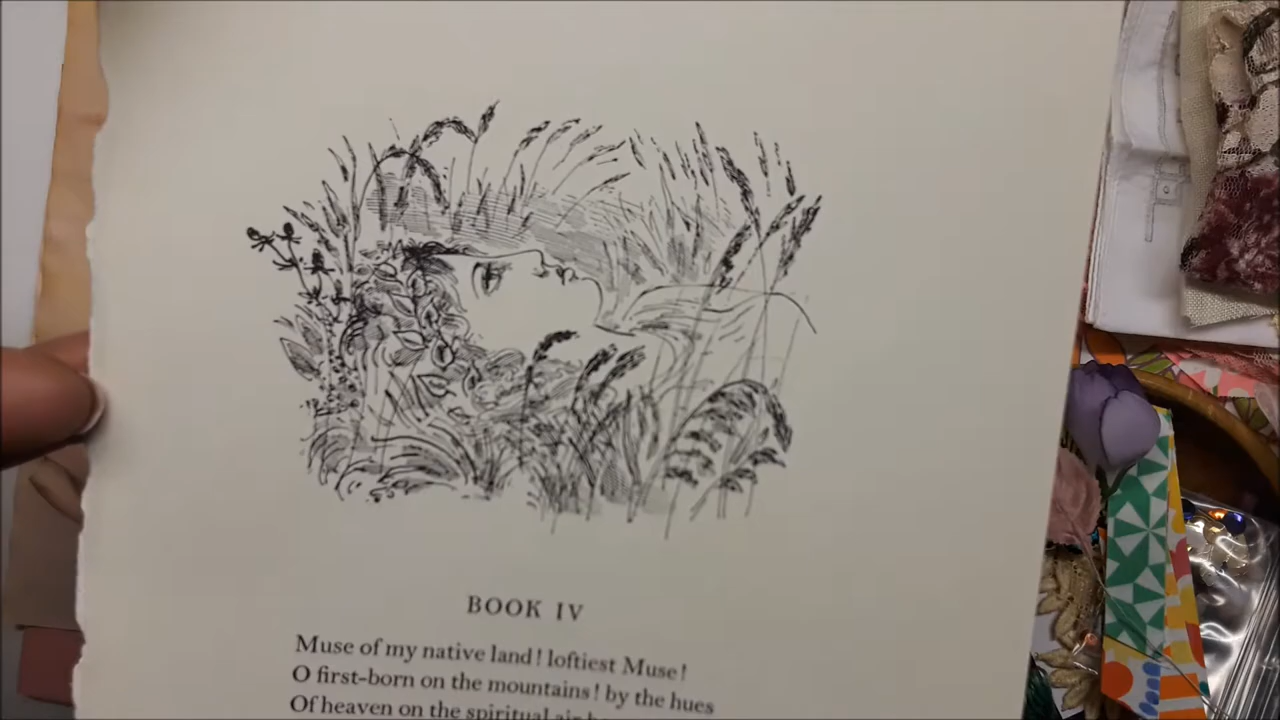 BOOK IV
Muse of my native land! loftiest Muse!
O first-born on the mountains! by the hues
Of heaven on the spiritual air